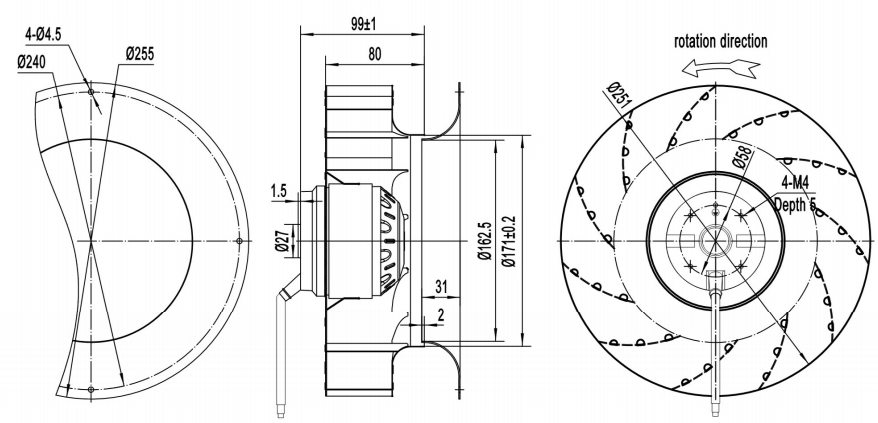 4-Ø4.5
Ø240
Ø255
99±1
80
1.5
Ø27
Ø162.5
Ø171±0.2
31
2
rotation direction
Ø251
Ø58
4-M4
Depth 5